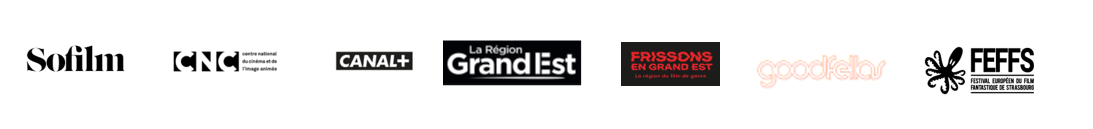 Sofilm
CNC
centre national
du cinéma et de
l'image animée
CANAL+
La Région
Grand Est
FRISSONS
EN GRAND EST
La région du film de genre
goodfellas
FEFFS
FESTIVAL EUROPÉEN DU FILM
FANTASTIQUE DE STRASBOURG